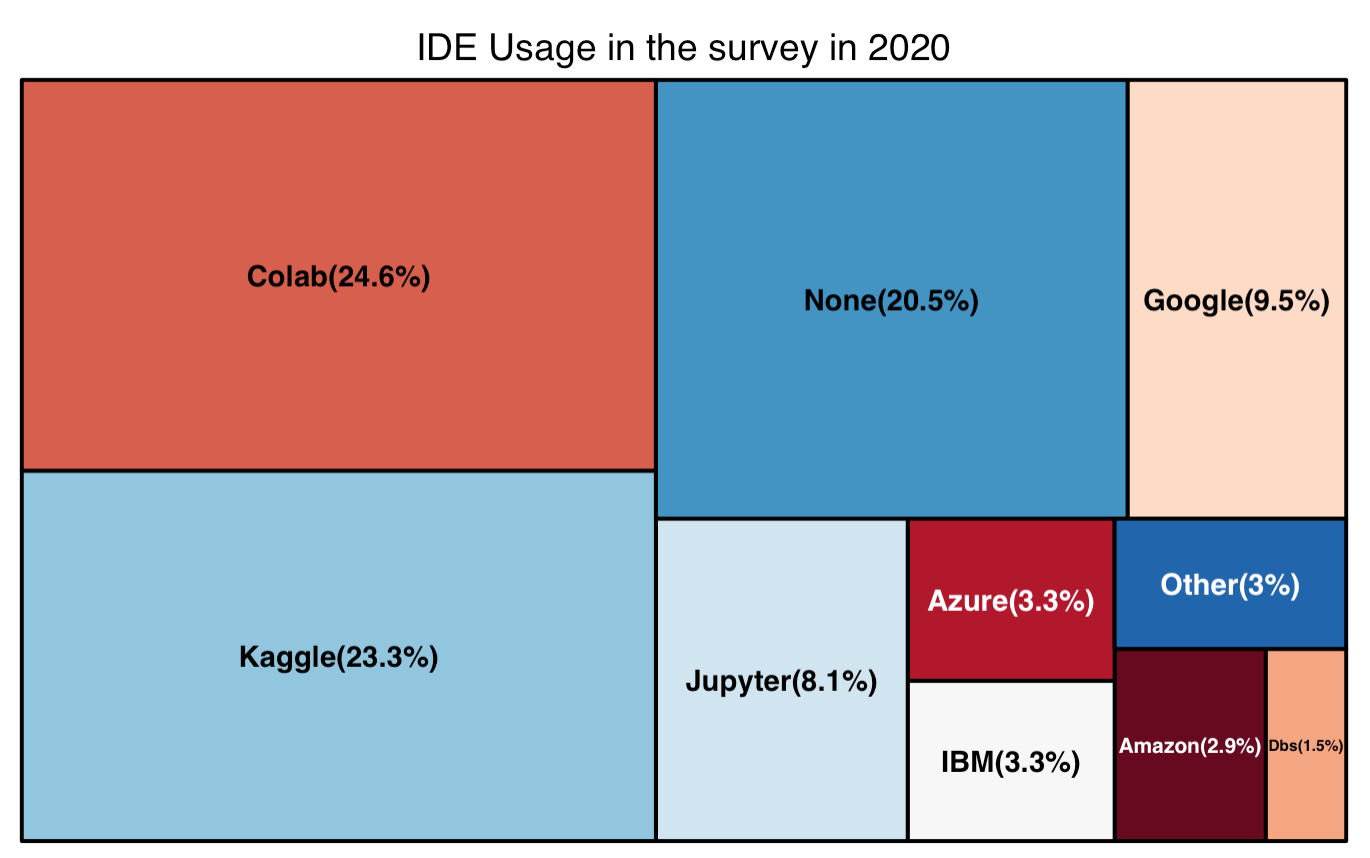 IDE Usage in the survey in 2020
Colab(24.6%)
None(20.5%)
Google(9.5%)
Kaggle(23.3%)
Jupyter(8.1%)
Azure(3.3%)
Other(3%)
IBM(3.3%)
Amazon(2.9%)
Dbs(1.5%)